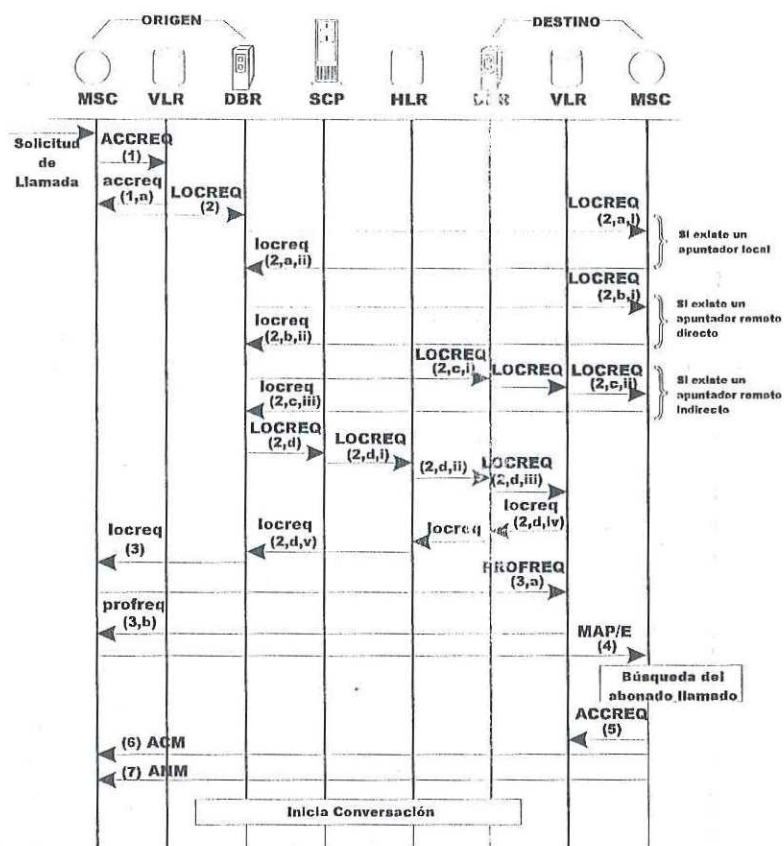 ORIGEN
DESTINO
MSC VLR DBR SCP HLR DBR VLR MSC
Solicitud
de
Llamada
ACCREQ
(1)
accreq
(1,a)
LOCREQ
(2)
LOCREQ
(2,a,i)
Si existe un
apuntador local
locreq
(2,a,ii)
LOCREQ
(2,b,i)
Si existe un
apuntador remoto
directo
locreq
(2,b,ii)
LOCREQ
(2,c,i)
LOCREQ
LOCREQ
(2,c,ii)
Si existe un
apuntador remoto
Indirecto
locreq
(2,c,iii)
LOCREQ
(2,d)
LOCREQ
(2,d,i)
(2,d,ii)
LOCREQ
(2,d,iii)
locreq
(2,d,iv)
locreq
locreq
(2,d,v)
locreq
(3)
PROFREQ
(3,a)
profreq
(3,b)
MAP/E
(4)
Búsqueda del
abonado llamado
ACCREQ
(5)
(6) ACM
(7) ANM
Inicia Conversación